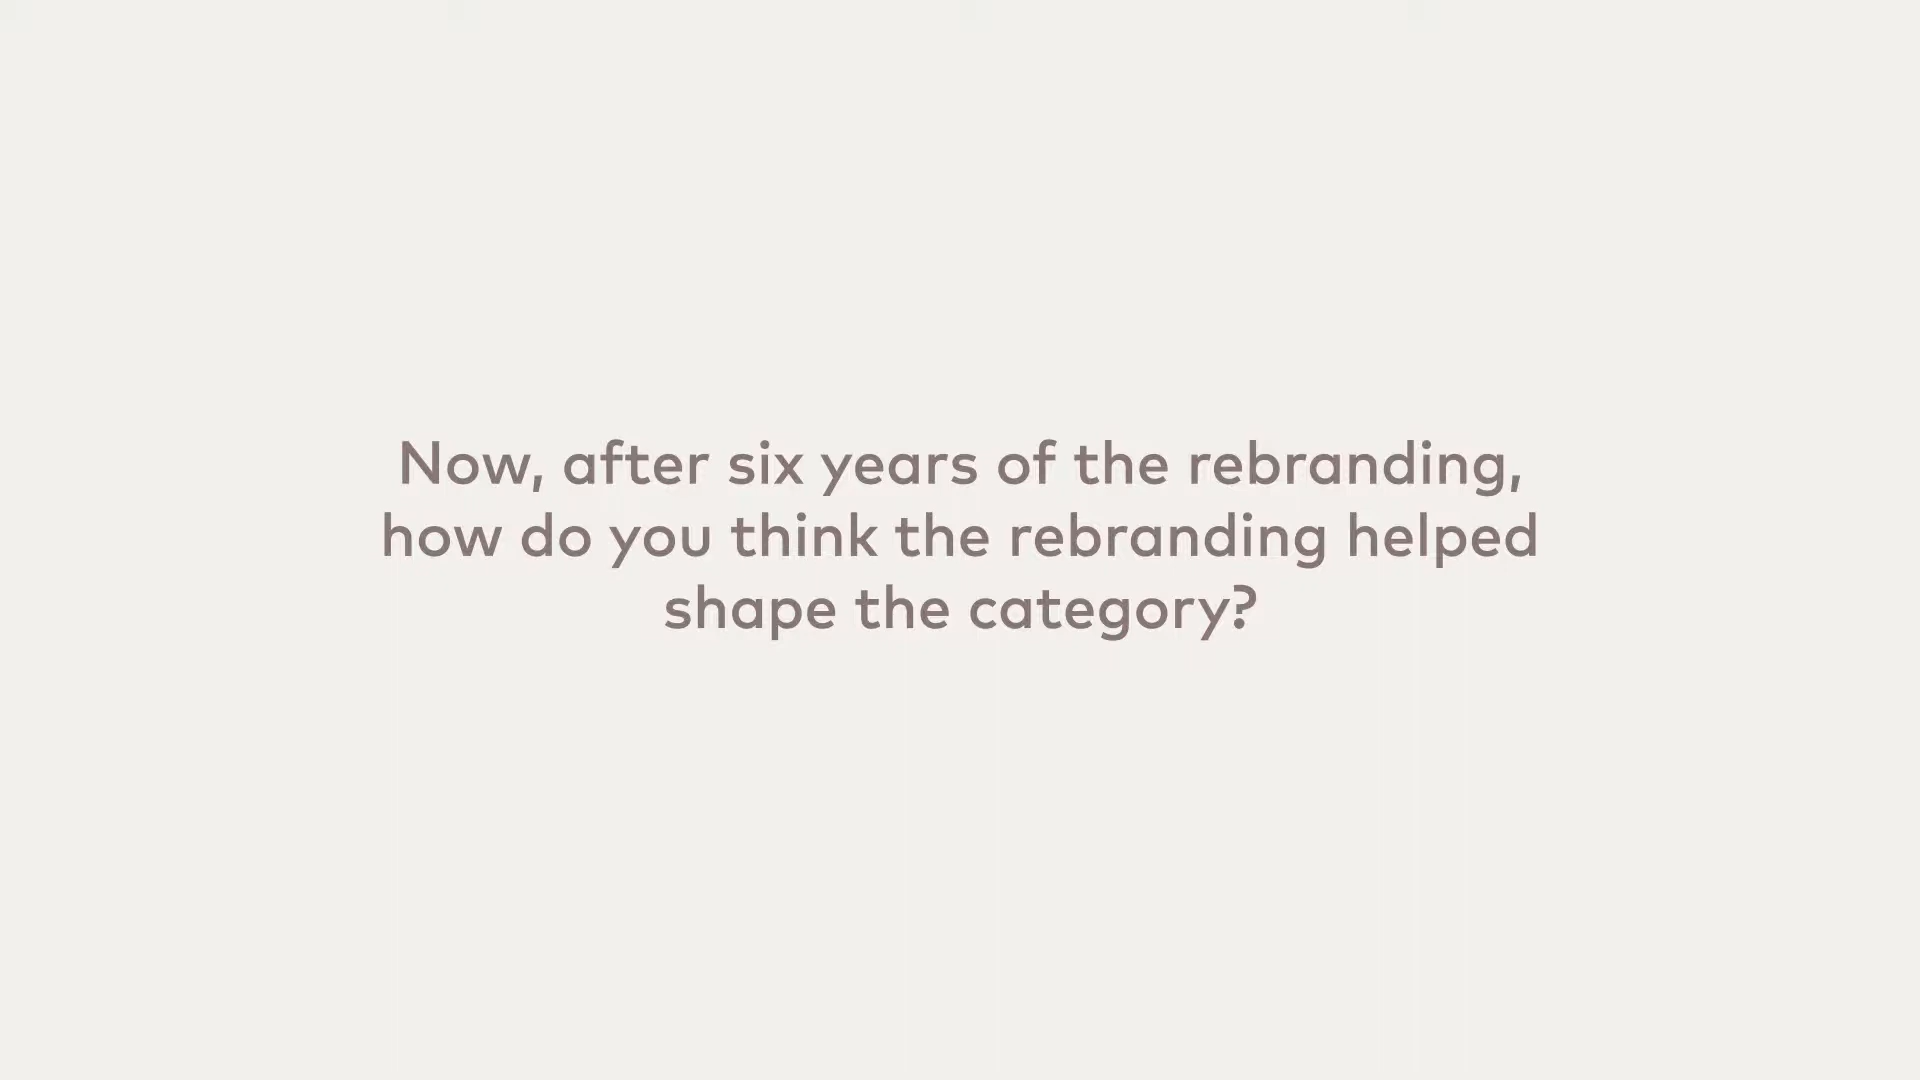 Now, after six years of the rebranding,
how do you think the rebranding helped
shape the category?